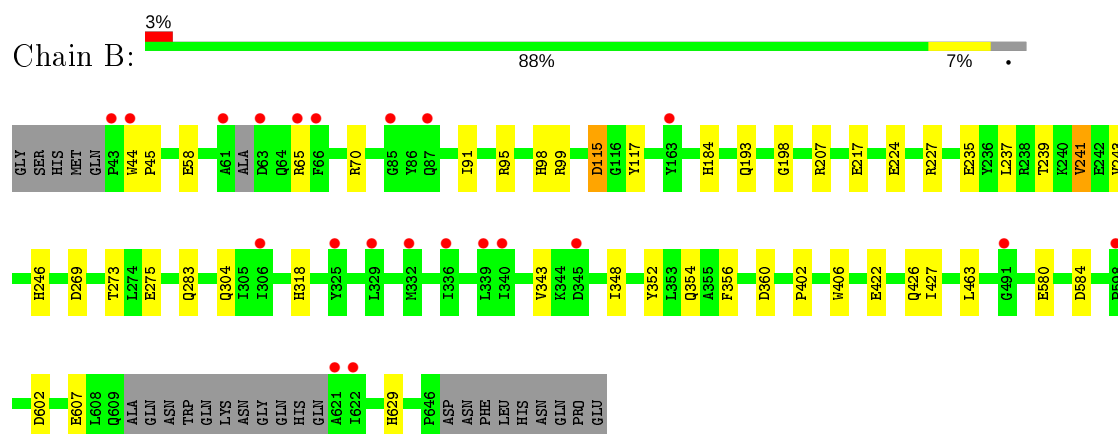 3%
Chain B:
88% 7% •
GLY SER HIS MET GLN P43 W44 P45 E58 A61 ALA D63 Q64 R65 F66 R70 G85 Y86 Q87 I91 R95 H98 R99 D115 G116 Y117 Y163 H184 Q193 G198 R207 E217 E224 R227 E235 Y236 L237 R238 T239 K240 V241 E242 V243
H246 D269 T273 L274 E275 Q283 Q304 I305 I306 H318 Y325 L329 M332 I336 L339 I340 V343 K344 D345 I348 Y352 L353 Q354 A355 F356 D360 P402 W406 E422 Q426 I427 L463 G491 E580 D584
D602 E607 L608 Q609 ALA GLN ASN TRP GLN LYS ASN GLY GLN HIS GLN A621 I622 H629 P646 ASP ASN PHE LEU HIS ASN GLN PRO GLU